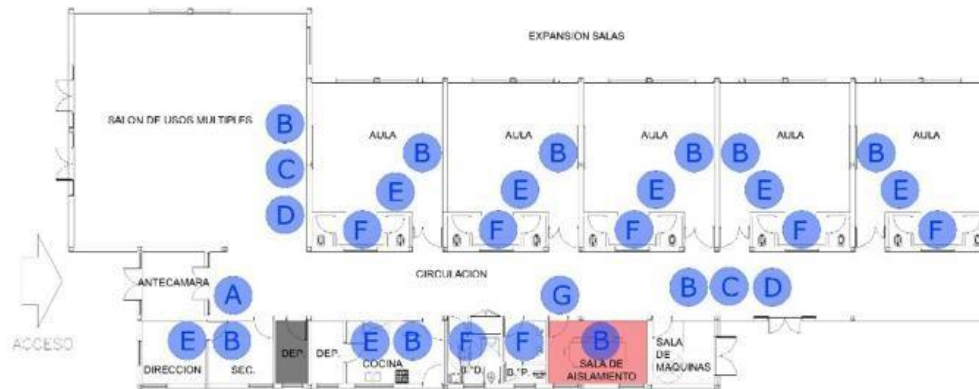 EXPANSION SALAS
SALON DE USOS MULTIPLES
B
C
D
AULA
B
E
F
AULA
B
E
F
AULA
B
E
F
AULA
B
E
F
AULA
B
E
F
CIRCULACION
ANTECAMARA
A
ACCESO
B
C
D
G
E
DIRECCION
B
SEC.
DEP.
DEP.
E
B
COCINA
F
B.°D.
F
B.°P.
B
SALA DE
AISLAMIENTO
SALA
DE
MAQUINAS